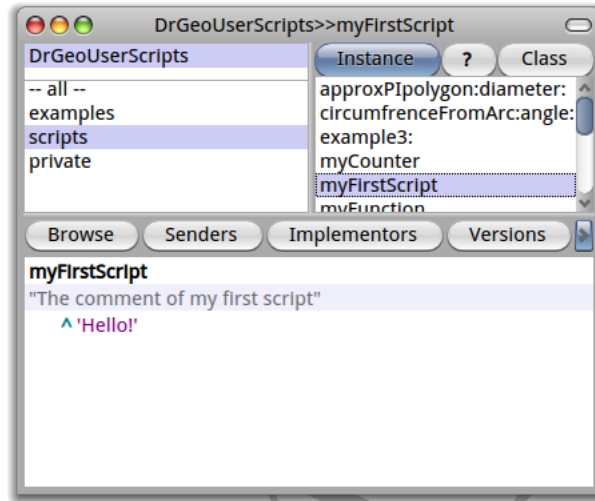 DrGeoUserScripts>>myFirstScript
DrGeoUserScripts
Instance ? Class
-- all --
examples
scripts
private
approxPIpolygon:diameter:
circumfrenceFromArc:angle:
example3:
myCounter
myFirstScript
myFunction
Browse Senders Implementors Versions
myFirstScript
"The comment of my first script"
^ 'Hello!'